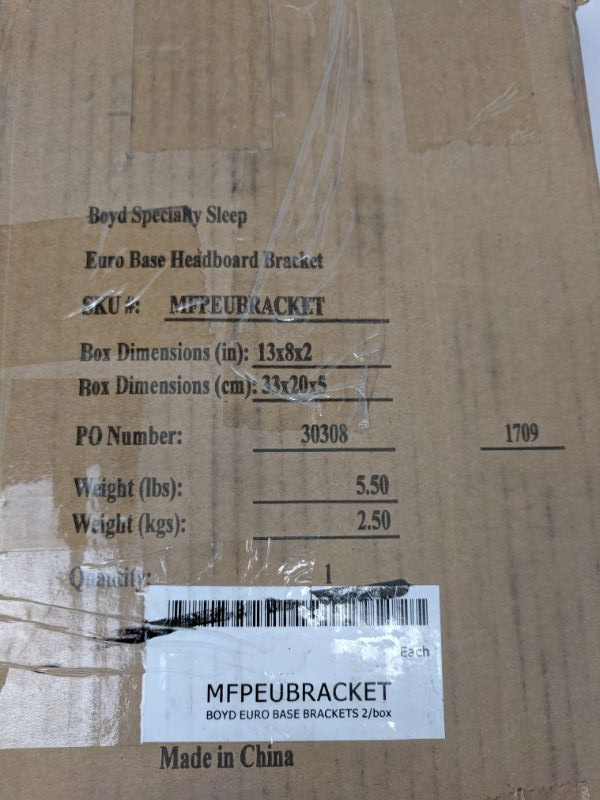 Boyd Specialty Sleep
Euro Base Headboard Bracket
SKU #: MFPEUBRACKET
Box Dimensions (in): 13x8x2
Box Dimensions (cm): 33x20x5
PO Number: 30308 1709
Weight (lbs): 5.50
Weight (kgs): 2.50
Quantity: 1
Each
MFPEUBRACKET
BOYD EURO BASE BRACKETS 2/box
Made in China